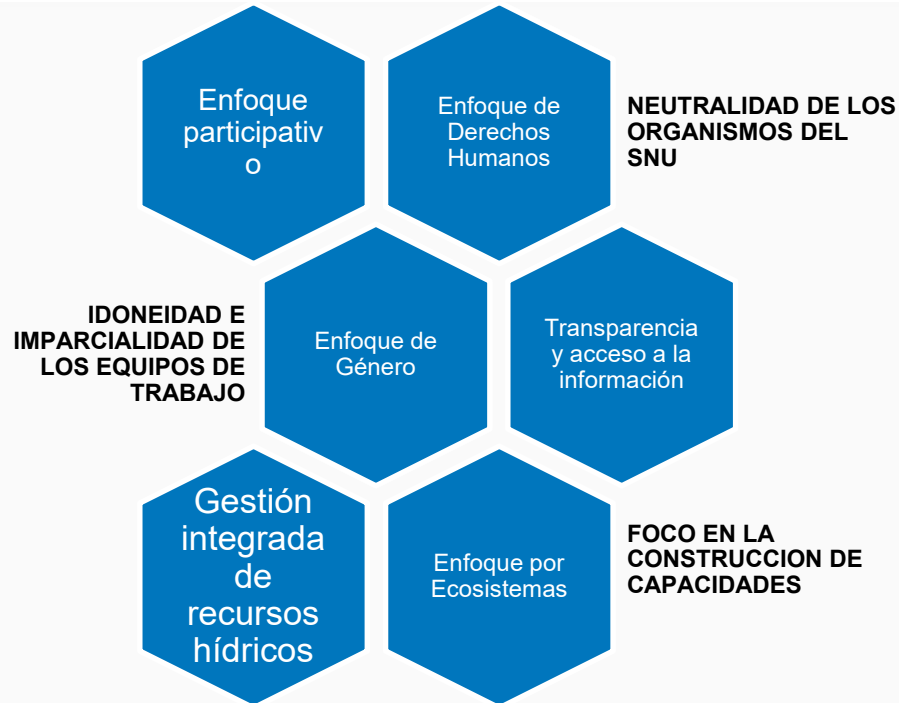 Enfoque
participativ
o
Enfoque de
Derechos
Humanos
NEUTRALIDAD DE LOS
ORGANISMOS DEL
SNU
IDONEIDAD E
IMPARCIALIDAD DE
LOS EQUIPOS DE
TRABAJO
Enfoque de
Género
Transparencia
y acceso a la
información
Gestión
integrada
de
recursos
hídricos
Enfoque por
Ecosistemas
FOCO EN LA
CONSTRUCCION DE
CAPACIDADES